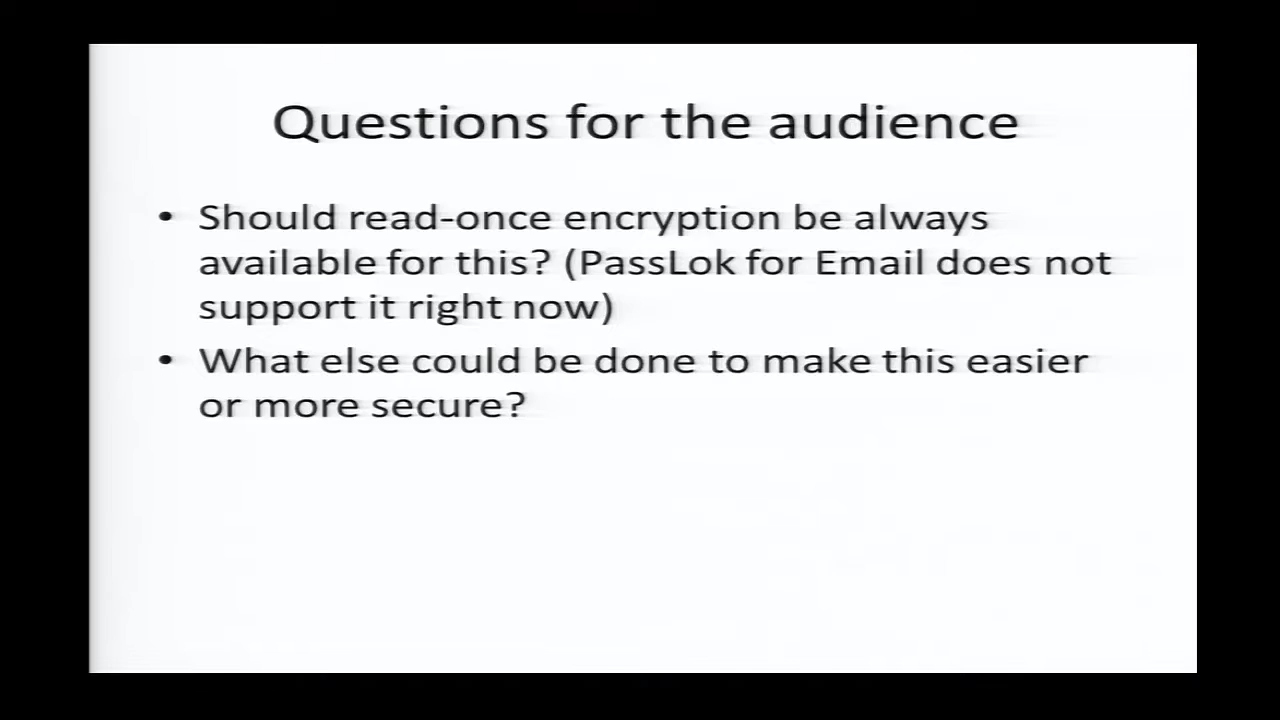 Questions for the audience
• Should read-once encryption be always
available for this? (PassLok for Email does not
support it right now)
• What else could be done to make this easier
or more secure?